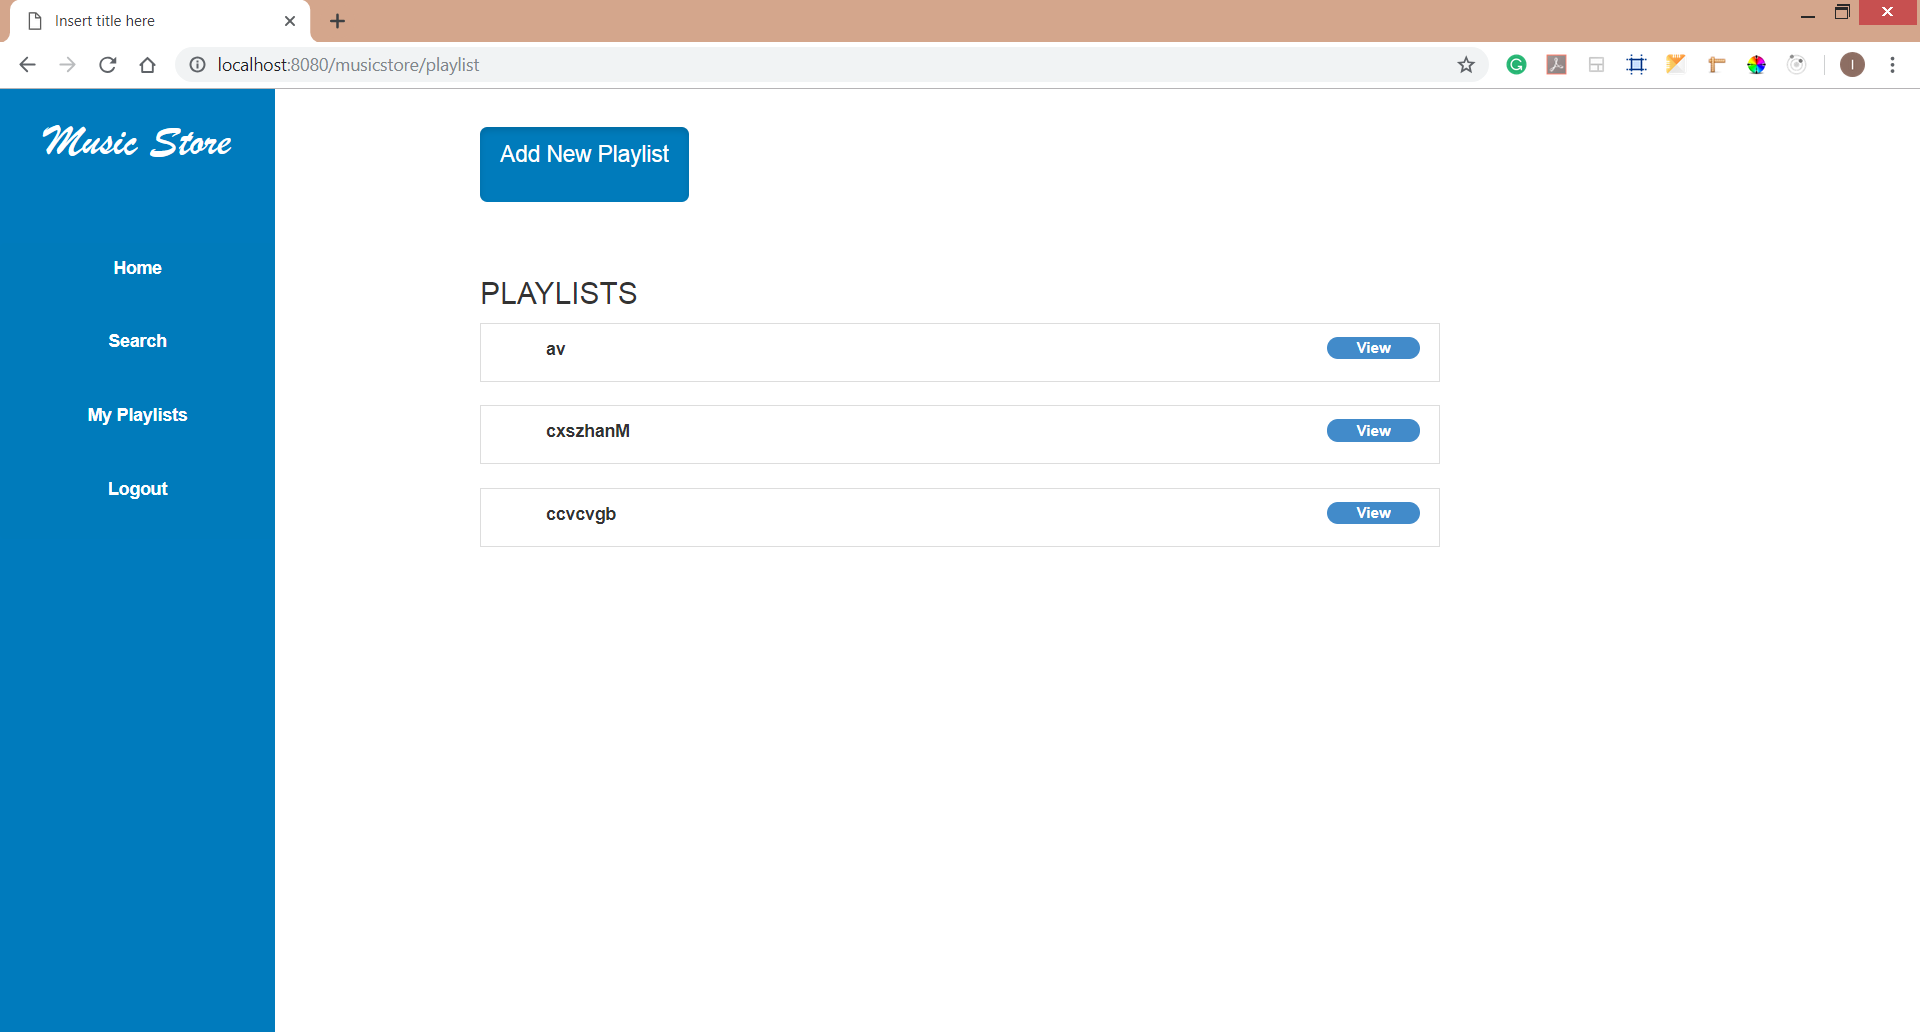 Insert title here
localhost:8080/musicstore/playlist
I
Music Store
Home
Search
My Playlists
Logout
Add New Playlist
PLAYLISTS
av View
cxszhanM View
ccvcvgb View